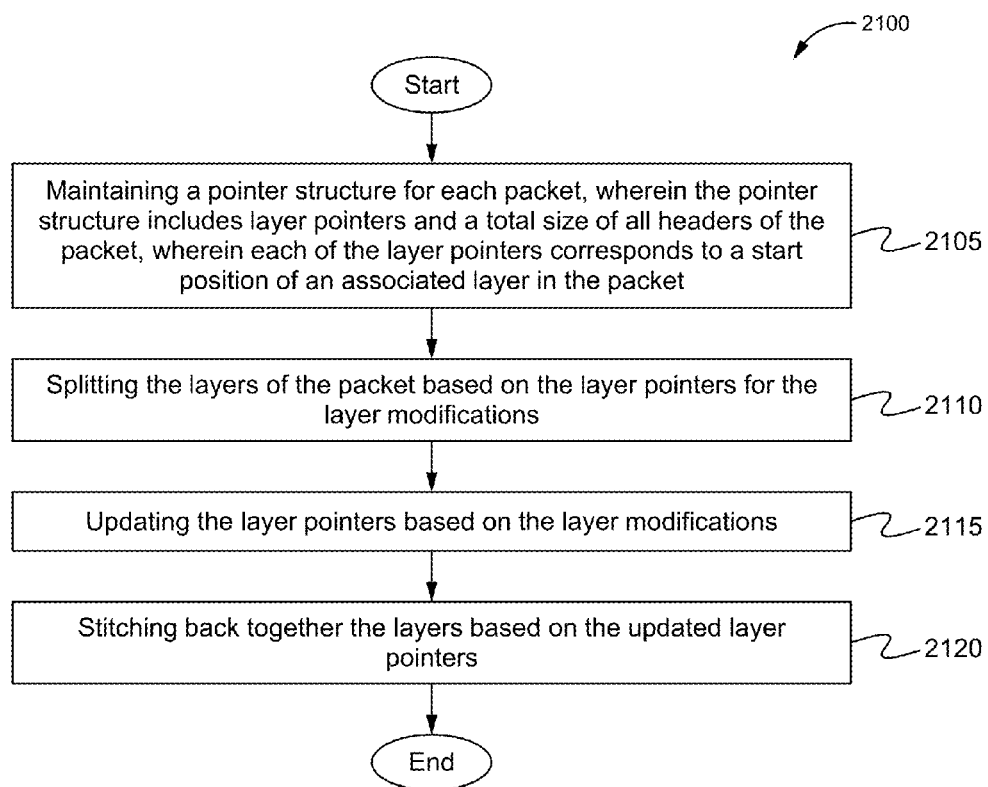 2100
Start
Maintaining a pointer structure for each packet, wherein the pointer
structure includes layer pointers and a total size of all headers of the
packet, wherein each of the layer pointers corresponds to a start
position of an associated layer in the packet
2105
Splitting the layers of the packet based on the layer pointers for the
layer modifications
2110
Updating the layer pointers based on the layer modifications
2115
Stitching back together the layers based on the updated layer
pointers
2120
End